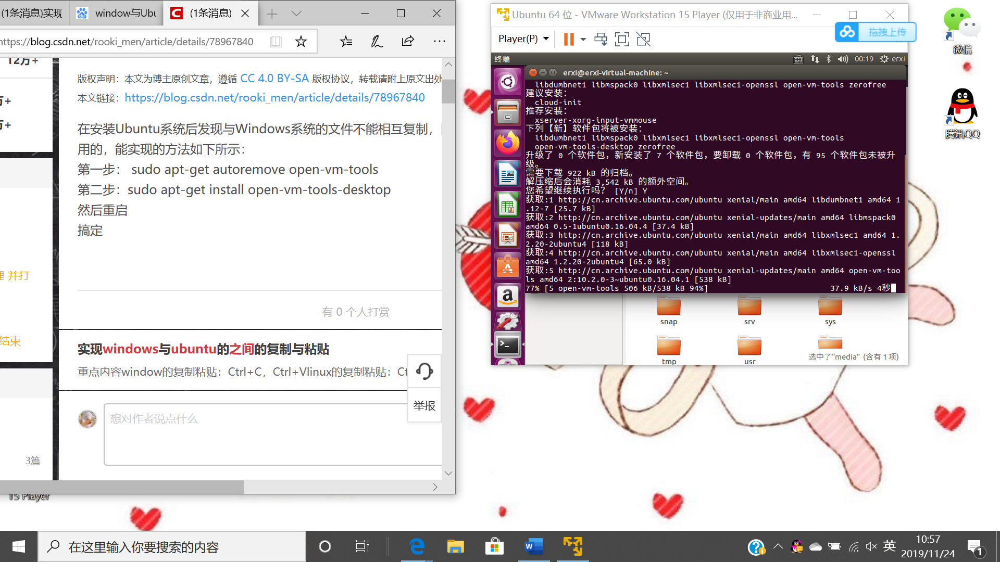 (1条消息)实现
window与Ubu
(1条消息)
https://blog.csdn.net/rooki_men/article/details/78967840
12万+
万+
万+
版权声明：本文为博主原创文章，遵循 CC 4.0 BY-SA 版权协议，转载请附上原文出处
本文链接：https://blog.csdn.net/rooki_men/article/details/78967840
在安装Ubuntu系统后发现与Windows系统的文件不能相互复制，
用的，能实现的方法如下所示：
第一步： sudo apt-get autoremove open-vm-tools
第二步：sudo apt-get install open-vm-tools-desktop
然后重启
搞定
理 并打
有 0 个人打赏
结束
实现windows与ubuntu的之间的复制与粘贴
重点内容window的复制粘贴：Ctrl+C，Ctrl+Vlinux的复制粘贴：Ct
举报
想对作者说点什么
3篇
15 Player
Ubuntu 64 位 - VMware Workstation 15 Player (仅用于非商业用...
Player(P)
拖拽上传
终端
00:19
erxi
erxi@erxi-virtual-machine: ~
libdumbnet1 libmspack0 libxmlsec1 libxmlsec1-openssl open-vm-tools zerofree
建议安装：
cloud-init
推荐安装：
xserver-xorg-input-vmmouse
下列【新】软件包将被安装：
libdumbnet1 libmspack0 libxmlsec1 libxmlsec1-openssl open-vm-tools
open-vm-tools-desktop zerofree
升级了 0 个软件包，新安装了 7 个软件包，要卸载 0 个软件包，有 95 个软件包未被升
级。
需要下载 922 kB 的归档。
解压缩后会消耗 3,542 kB 的额外空间。
您希望继续执行吗？ [Y/n] Y
获取:1 http://cn.archive.ubuntu.com/ubuntu xenial/main amd64 libdumbnet1 amd64 1
.12-7 [25.7 kB]
获取:2 http://cn.archive.ubuntu.com/ubuntu xenial-updates/main amd64 libmspack0
amd64 0.5-1ubuntu0.16.04.4 [37.4 kB]
获取:3 http://cn.archive.ubuntu.com/ubuntu xenial/main amd64 libxmlsec1 amd64 1.
2.20-2ubuntu4 [118 kB]
获取:4 http://cn.archive.ubuntu.com/ubuntu xenial/main amd64 libxmlsec1-openssl
amd64 1.2.20-2ubuntu4 [65.0 kB]
获取:5 http://cn.archive.ubuntu.com/ubuntu xenial-updates/main amd64 open-vm-too
ls amd64 2:10.2.0-3~ubuntu0.16.04.1 [538 kB]
77% [5 open-vm-tools 506 kB/538 kB 94%] 37.9 kB/s 4秒
snap
srv
sys
tmp
usr
选中了“media” (含有 1 项)
微信
腾讯QQ
在这里输入你要搜索的内容
英
10:57
2019/11/24
1